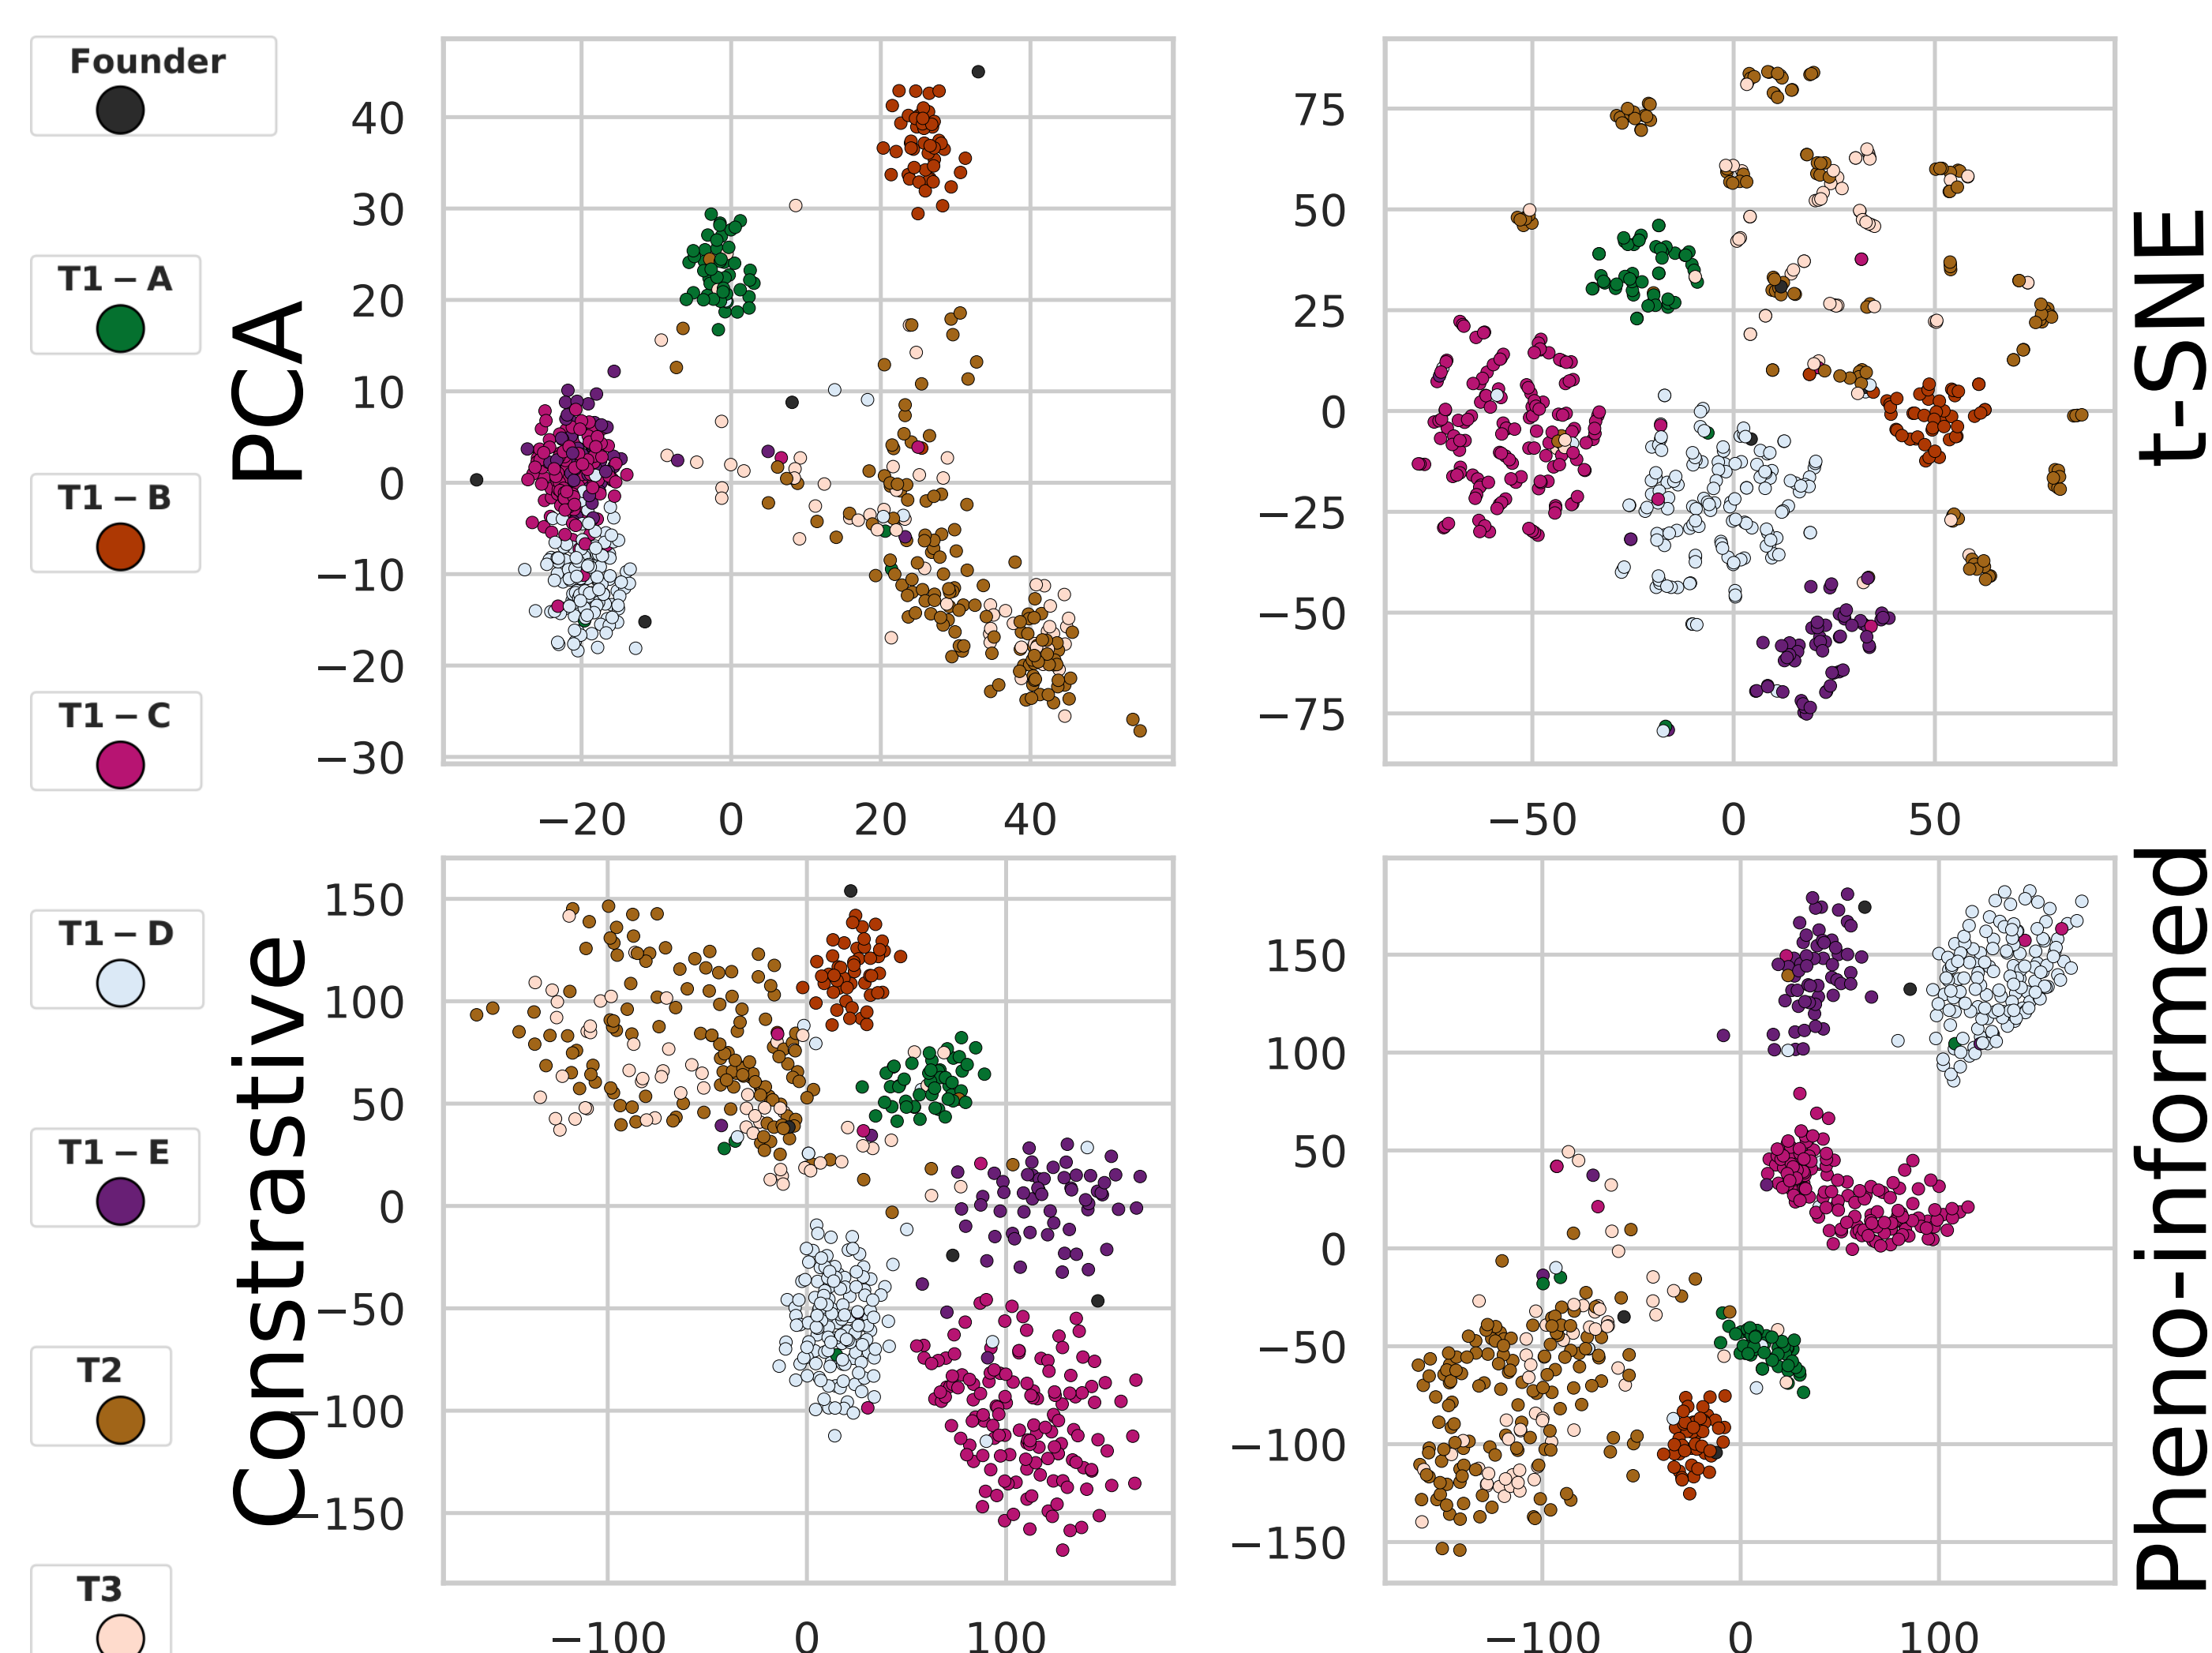 Founder
T1 – A
T1 – B
T1 – C
T1 – D
T1 – E
T2
T3
PCA
40
30
20
10
0
−10
−20
−30
−20 0 20 40
t-SNE
75
50
25
0
−25
−50
−75
−50 0 50
Constrastive
150
100
50
0
−50
−100
−150
−100 0 100
Pheno-informed
150
100
50
0
−50
−100
−150
−100 0 100